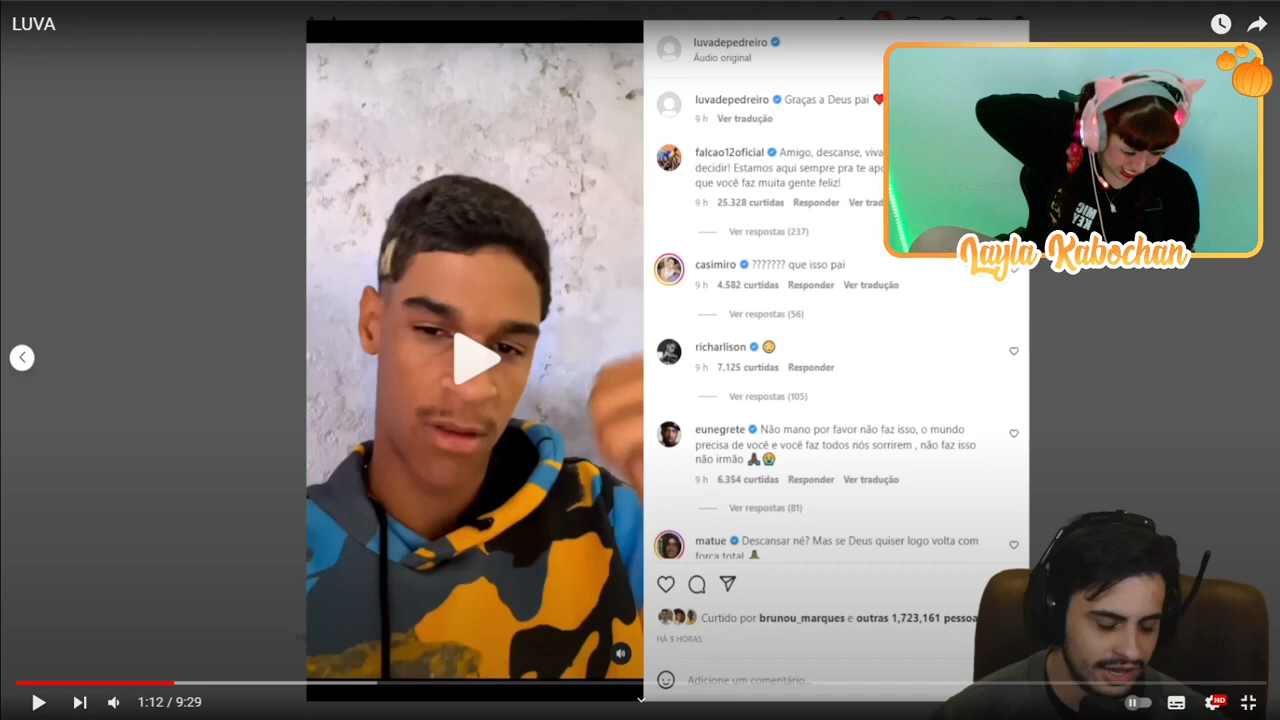 LUVA
luvadepedreiro
Áudio original
luvadepedreiro Graças a Deus pai ❤
9 h Ver tradução
falcao12oficial Amigo, descanse, viva
decidir! Estamos aqui sempre pra te apo
que você faz muita gente feliz!
9 h 25.328 curtidas Responder Ver trad
Ver respostas (237)
casimiro ??????? que isso pai
9 h 4.582 curtidas Responder Ver tradução
Ver respostas (56)
richarlison 😳
9 h 7.125 curtidas Responder
Ver respostas (105)
eunegrete Não mano por favor não faz isso, o mundo
precisa de você e você faz todos nós sorrirem , não faz isso
não irmão 🙏🏿😭
9 h 6.354 curtidas Responder Ver tradução
Ver respostas (81)
matue Descansar né? Mas se Deus quiser logo volta com
força total 🙏🏿
Curtido por brunou_marques e outras 1,723,161 pessoa
HÁ 9 HORAS
Adicione um comentário...
KEY
MIC
Layla Kabochan
1:12 / 9:29
HD